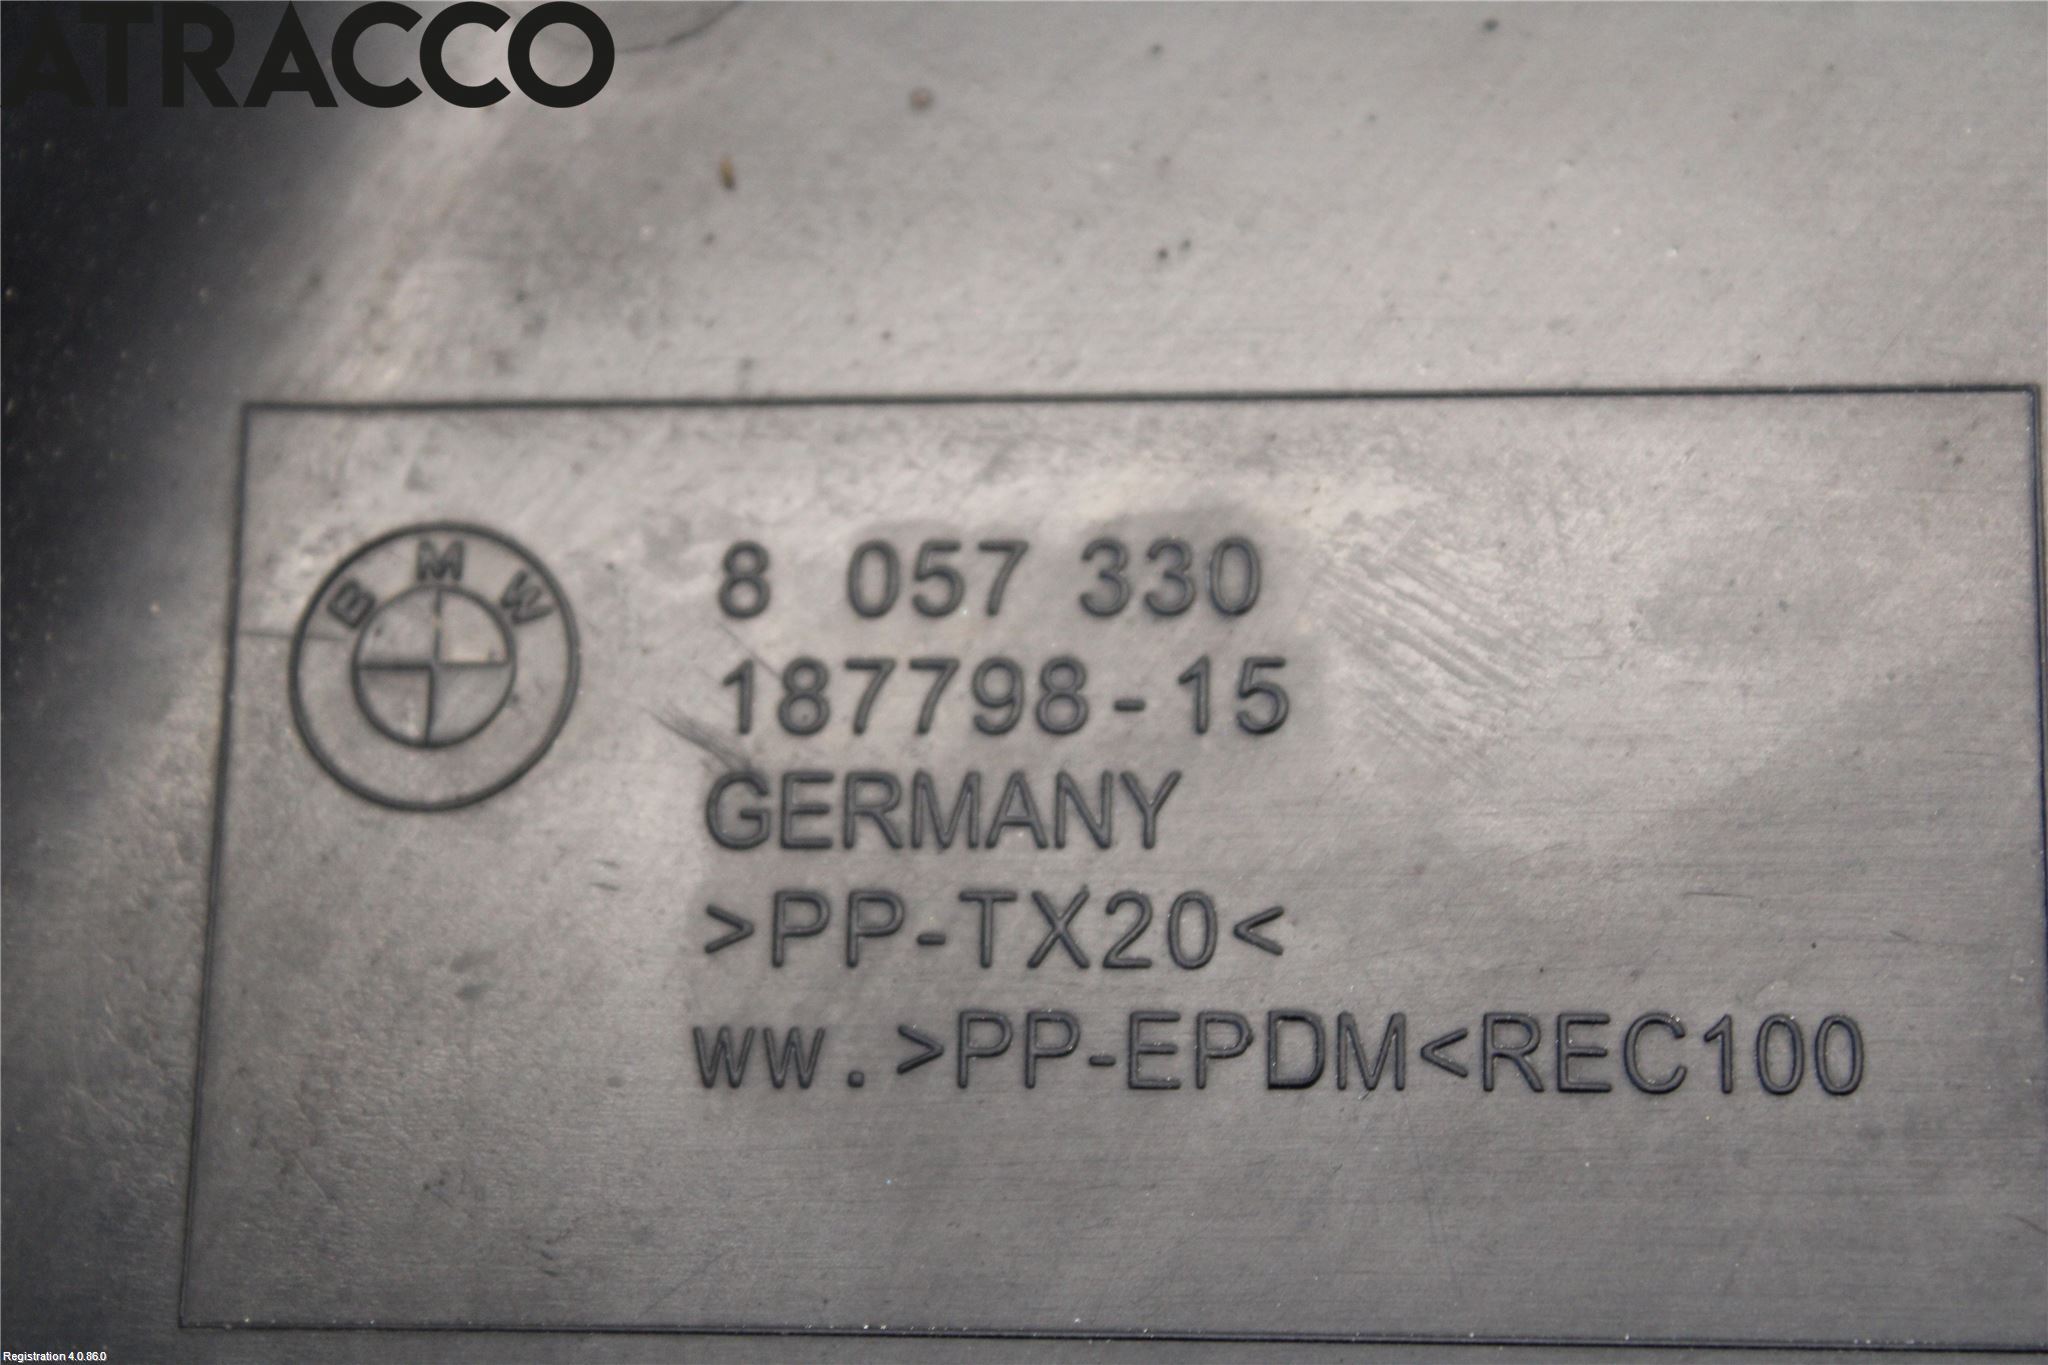 ATRACCO
BMW
8 057 330
187798-15
GERMANY
>PP-TX20<
WW.>PP-EPDM<REC100
Registration 4.0.86.0